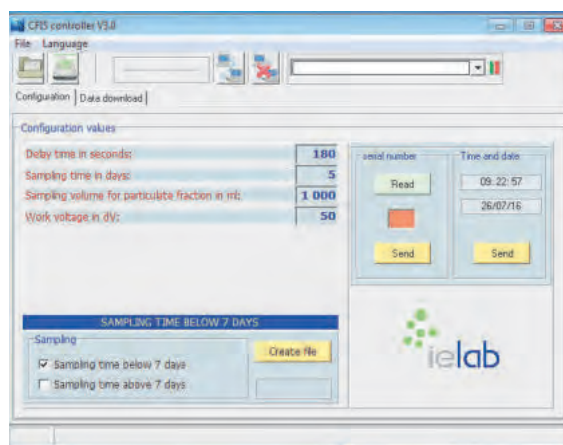 CFIS controller V3.0
File Language
Configuration Data download
Configuration values
Delay time in seconds: 180
Sampling time in days: 5
Sampling volume for particulate fraction in ml: 1 000
Work voltage in dV: 50
serial number
Read
Send
Time and date
09:22:57
26/07/16
Send
SAMPLING TIME BELOW 7 DAYS
Sampling
Sampling time below 7 days
Sampling time above 7 days
Create file
ielab